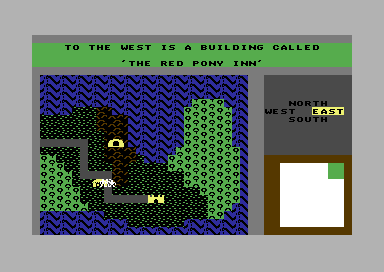 TO THE WEST IS A BUILDING CALLED
'THE RED PONY INN'
NORTH
WEST EAST
SOUTH